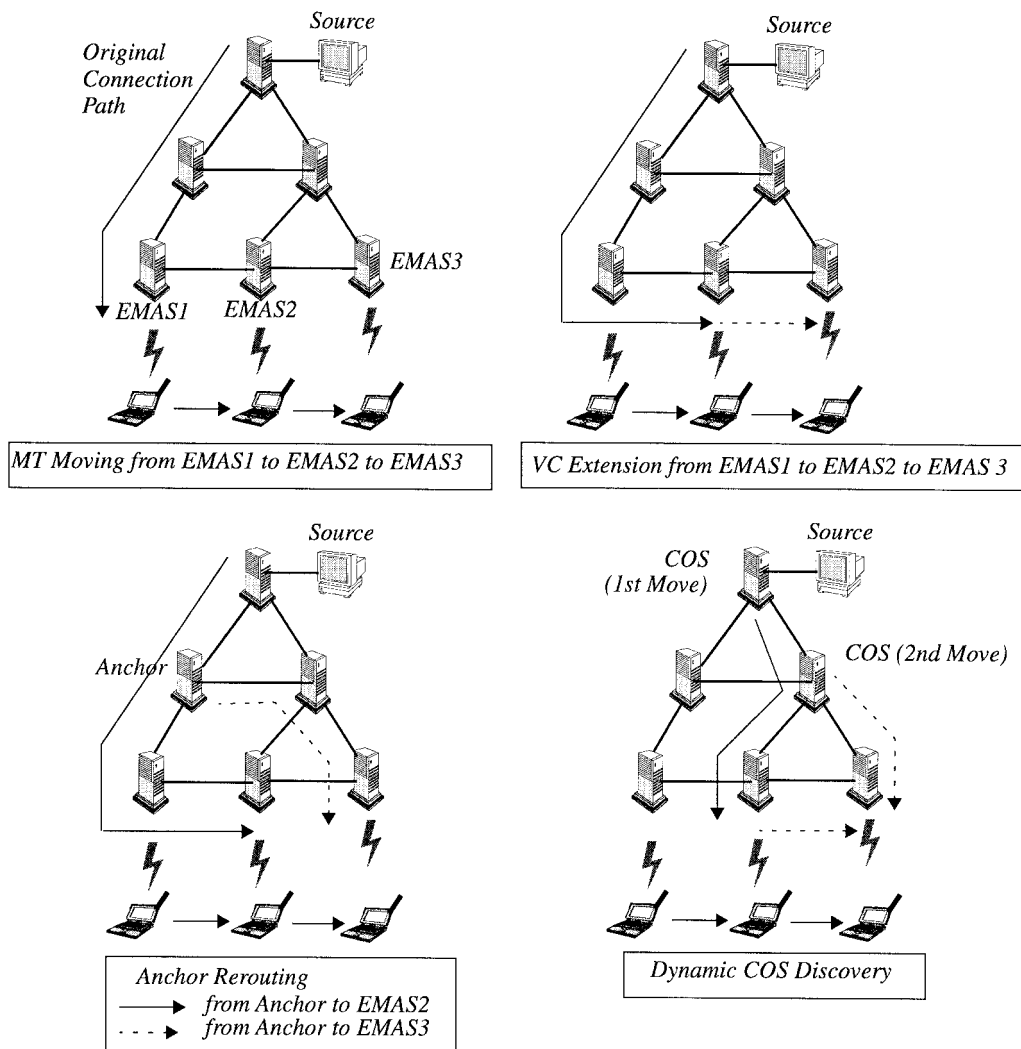 Source
Original
Connection
Path
EMAS3
EMAS1
EMAS2
MT Moving from EMAS1 to EMAS2 to EMAS3
Source
VC Extension from EMAS1 to EMAS2 to EMAS 3
Source
Anchor
Anchor Rerouting
from Anchor to EMAS2
from Anchor to EMAS3
Source
COS
(1st Move)
COS (2nd Move)
Dynamic COS Discovery